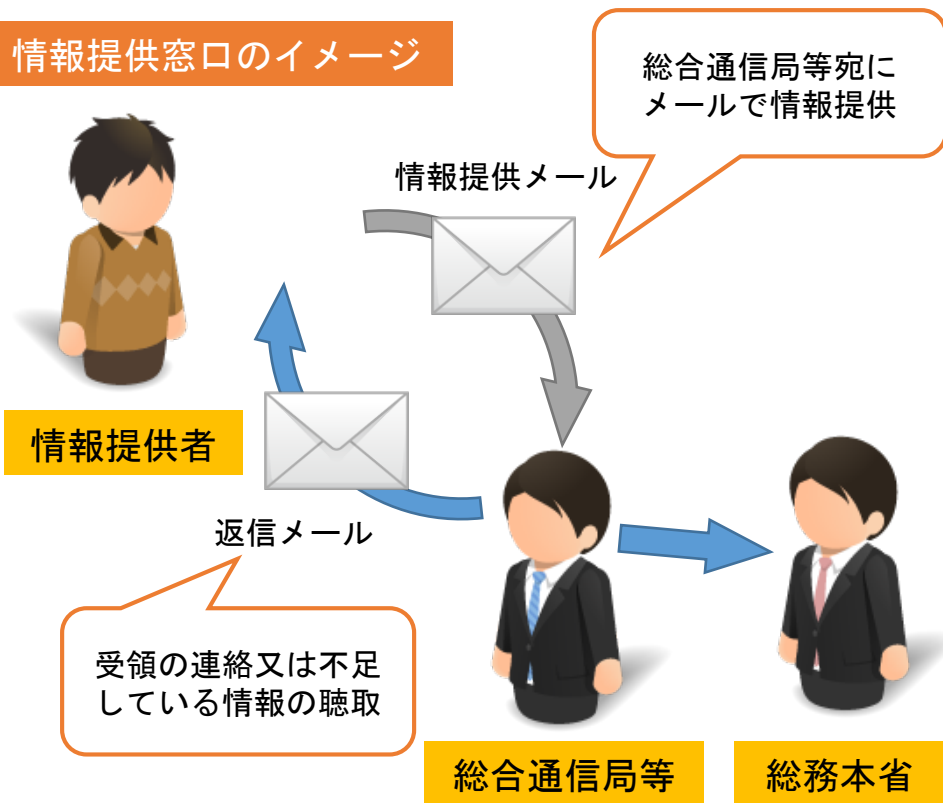 情報提供窓口のイメージ
総合通信局等宛に
メールで情報提供
情報提供メール
情報提供者
返信メール
受領の連絡又は不足
している情報の聴取
総合通信局等
総務本省